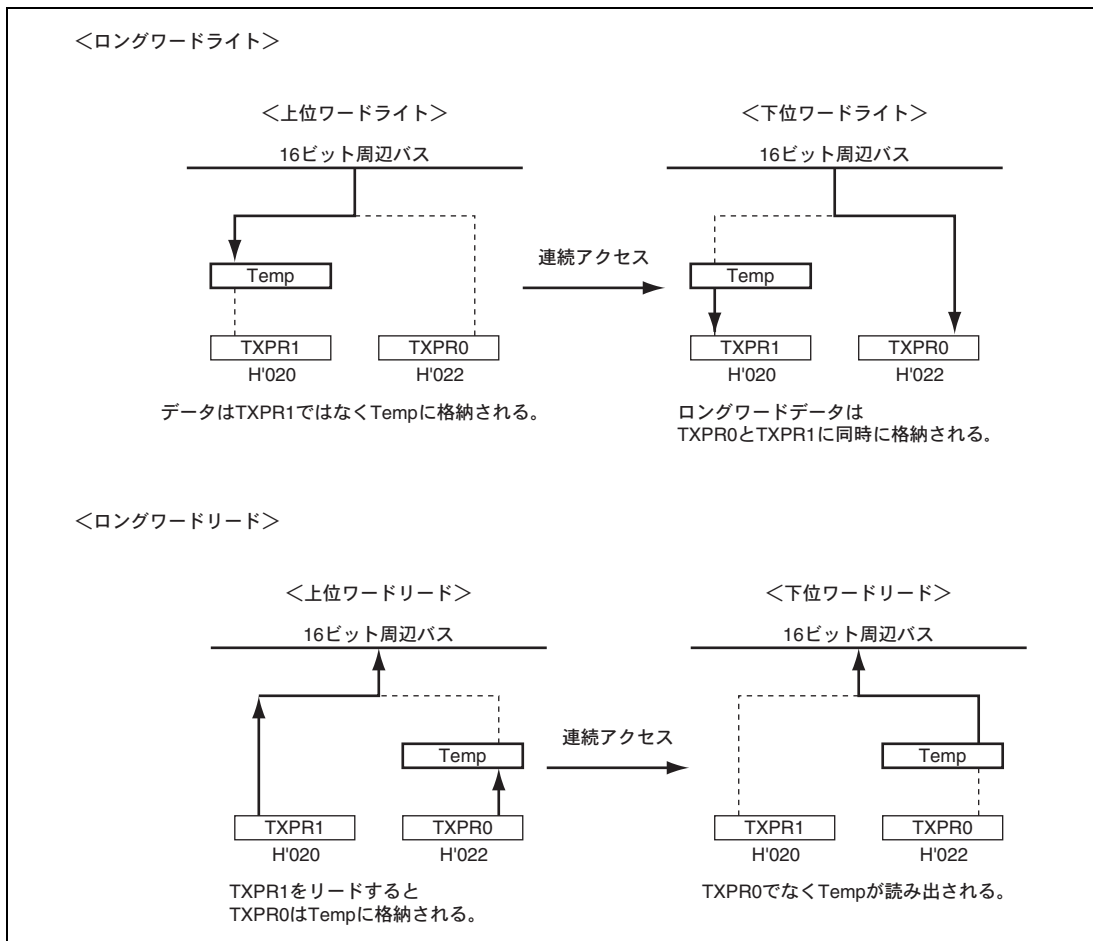 ＜ロングワードライト＞
＜上位ワードライト＞
16ビット周辺バス
Temp
TXPR1
H'020
TXPR0
H'022
データはTXPR1ではなくTempに格納される。
連続アクセス
＜下位ワードライト＞
16ビット周辺バス
Temp
TXPR1
H'020
TXPR0
H'022
ロングワードデータは
TXPR0とTXPR1に同時に格納される。
＜ロングワードリード＞
＜上位ワードリード＞
16ビット周辺バス
Temp
TXPR1
H'020
TXPR0
H'022
TXPR1をリードすると
TXPR0はTempに格納される。
連続アクセス
＜下位ワードリード＞
16ビット周辺バス
Temp
TXPR1
H'020
TXPR0
H'022
TXPR0でなくTempが読み出される。